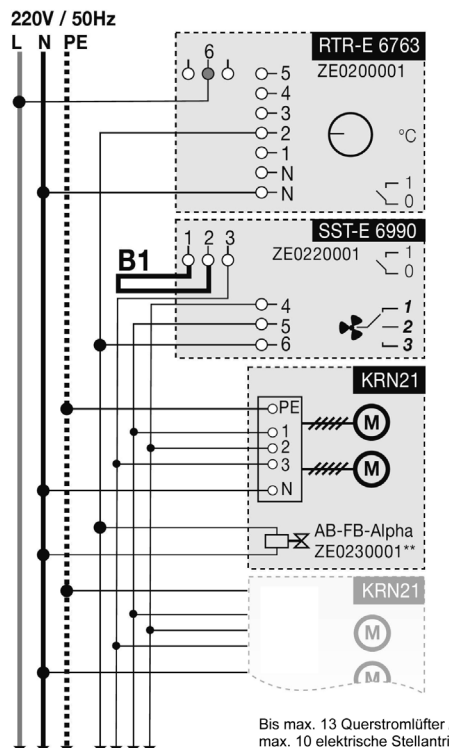 220V / 50Hz
L N PE
RTR-E 6763
ZE0200001
6
5
4
3
2
1
N
N
°C
1
0
SST-E 6990
ZE0220001
1 2 3
B1
1
0
4
5
6
1
2
3
KRN21
PE
1
2
3
N
M
M
AB-FB-Alpha
ZE0230001**
KRN21
M
M
Bis max. 13 Querstromlüfter
max. 10 elektrische Stellantri